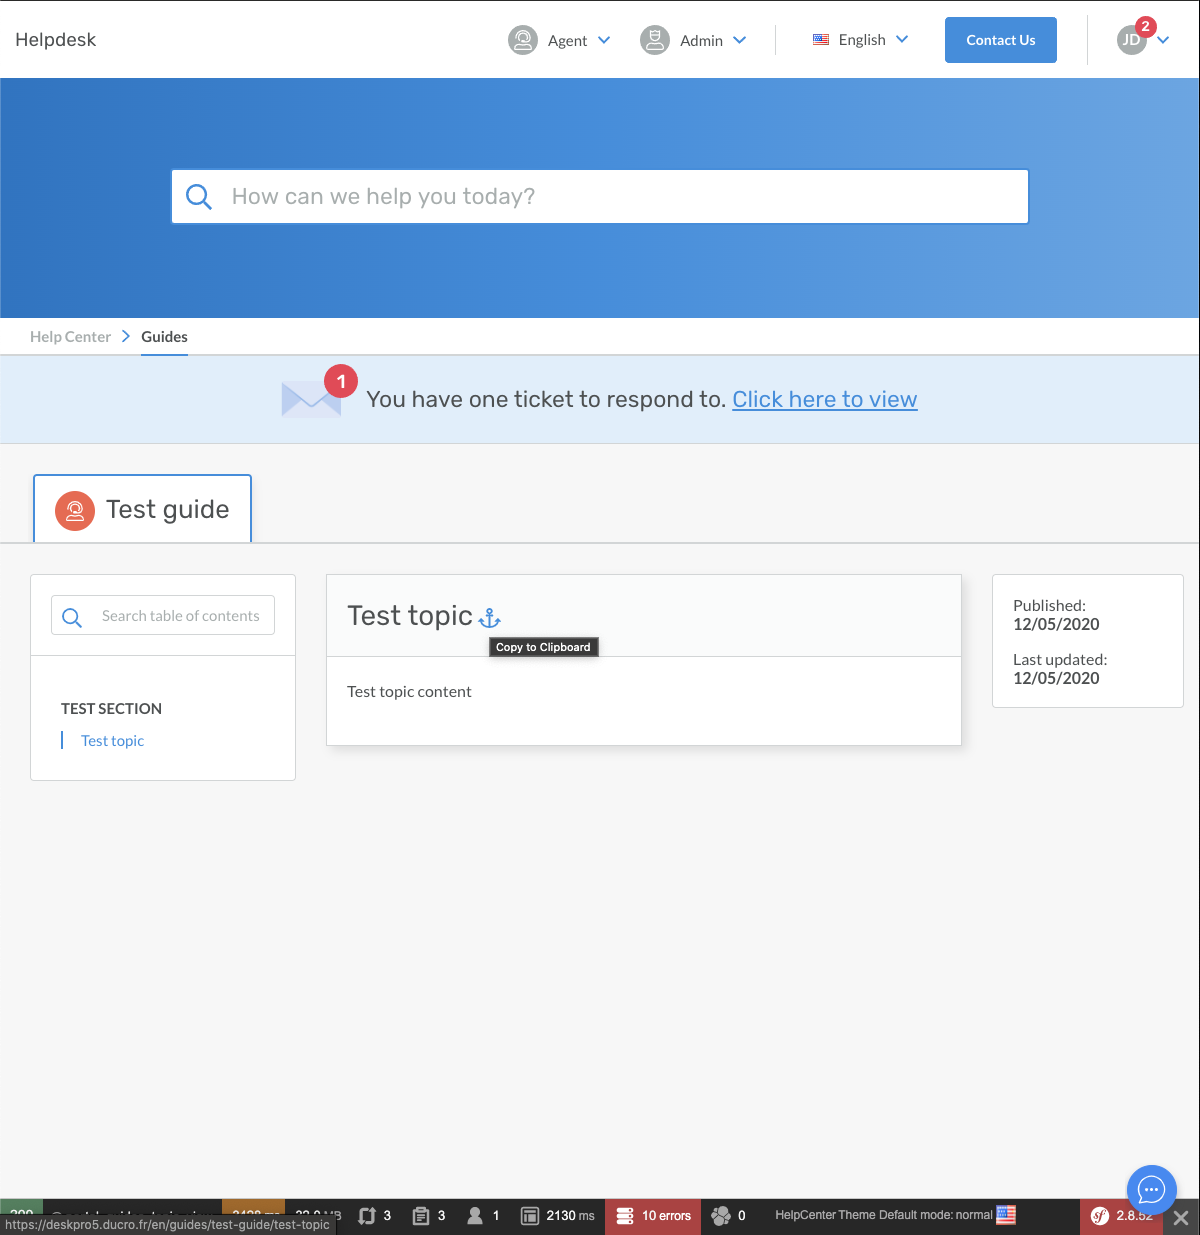 Helpdesk
Agent
Admin
English
Contact Us
JD
2
How can we help you today?
Help Center
Guides
1
You have one ticket to respond to. Click here to view
Test guide
Search table of contents
TEST SECTION
Test topic
Test topic
Copy to Clipboard
Test topic content
Published:
12/05/2020
Last updated:
12/05/2020
3
3
1
2130 ms
10 errors
0
HelpCenter Theme Default mode: normal
sf
2.8.52
https://deskpro5.ducro.fr/en/guides/test-guide/test-topic